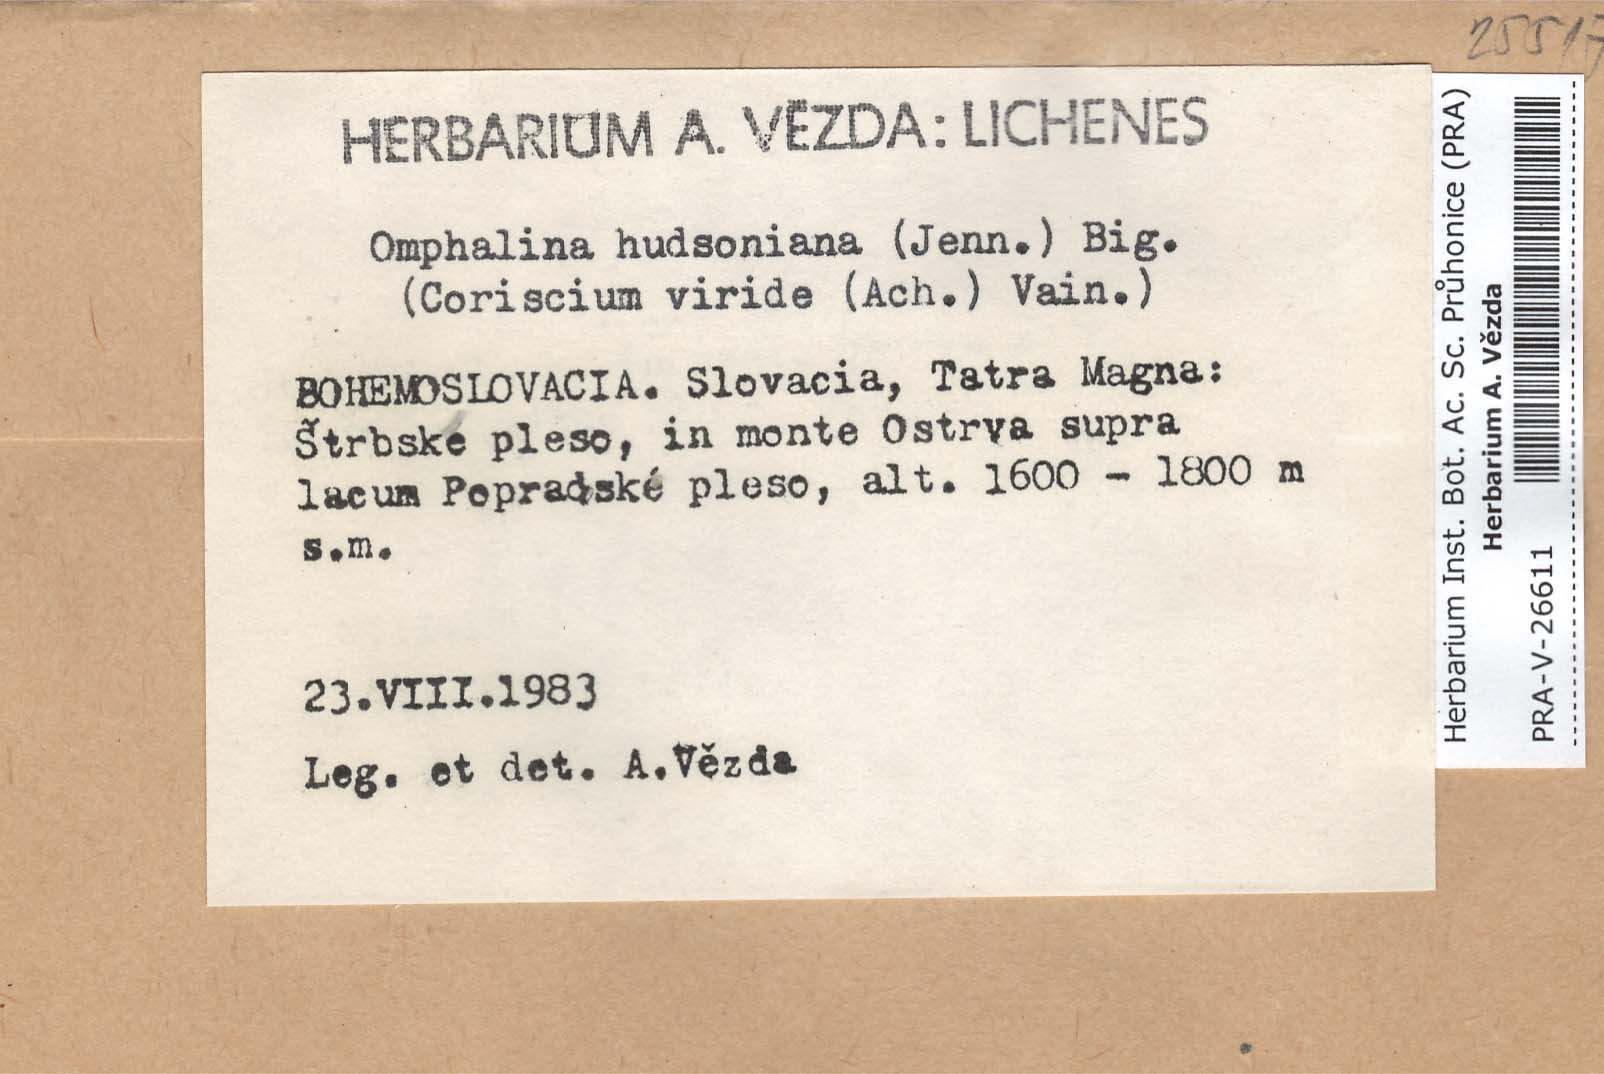 25517
HERBARIUM A. VĚZDA: LICHENES
Omphalina hudsoniana (Jenn.) Big.
(Coriscium viride (Ach.) Vain.)
BOHEMOSLOVACIA. Slovacia, Tatra Magna:
Štrbské pleso, in monte Ostrva supra
lacum Popradské pleso, alt. 1600 - 1800 m
s.m.
23.VIII.1983
Leg. et det. A.Vězda
Herbarium Inst. Bot. Ac. Sc. Průhonice (PRA)
Herbarium A. Vězda
PRA-V-26611